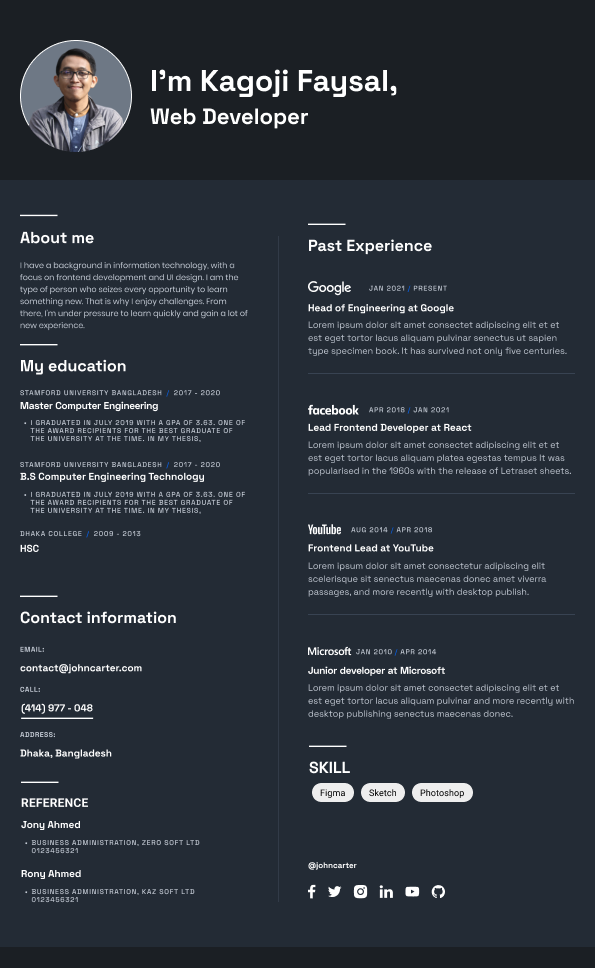 I'm Kagoji Faysal,
Web Developer
About me
I have a background in information technology, with a
focus on frontend development and UI design. I am the
type of person who seizes every opportunity to learn
something new. That is why I enjoy challenges. From
there, I'm under pressure to learn quickly and gain a lot of
new experience.
My education
STAMFORD UNIVERSITY BANGLADESH / 2017 - 2020
Master Computer Engineering
• I GRADUATED IN JULY 2019 WITH A GPA OF 3.63. ONE OF
THE AWARD RECIPIENTS FOR THE BEST GRADUATE OF
THE UNIVERSITY AT THE TIME. IN MY THESIS,
STAMFORD UNIVERSITY BANGLADESH / 2017 - 2020
B.S Computer Engineering Technology
• I GRADUATED IN JULY 2019 WITH A GPA OF 3.63. ONE OF
THE AWARD RECIPIENTS FOR THE BEST GRADUATE OF
THE UNIVERSITY AT THE TIME. IN MY THESIS,
DHAKA COLLEGE / 2009 - 2013
HSC
Contact information
EMAIL:
contact@johncarter.com
CALL:
(414) 977 - 048
ADDRESS:
Dhaka, Bangladesh
REFERENCE
Jony Ahmed
• BUSINESS ADMINISTRATION, ZERO SOFT LTD
0123456321
Rony Ahmed
• BUSINESS ADMINISTRATION, KAZ SOFT LTD
0123456321
Past Experience
Google JAN 2021 / PRESENT
Head of Engineering at Google
Lorem ipsum dolor sit amet consectet adipiscing elit et et
est eget tortor lacus aliquam pulvinar senectus ut sapien
type specimen book. It has survived not only five centuries.
facebook APR 2018 / JAN 2021
Lead Frontend Developer at React
Lorem ipsum dolor sit amet consectet adipiscing elit et et
est eget tortor lacus aliquam platea egestas tempus It was
popularised in the 1960s with the release of Letraset sheets.
YouTube AUG 2014 / APR 2018
Frontend Lead at YouTube
Lorem ipsum dolor sit amet consectetur adipiscing elit
scelerisque sit senectus maecenas donec amet viverra
passages, and more recently with desktop publish.
Microsoft JAN 2010 / APR 2014
Junior developer at Microsoft
Lorem ipsum dolor sit amet consectet adipiscing elit et et
est eget tortor lacus aliquam pulvinar and more recently with
desktop publishing senectus maecenas donec.
SKILL
Figma Sketch Photoshop
@johncarter